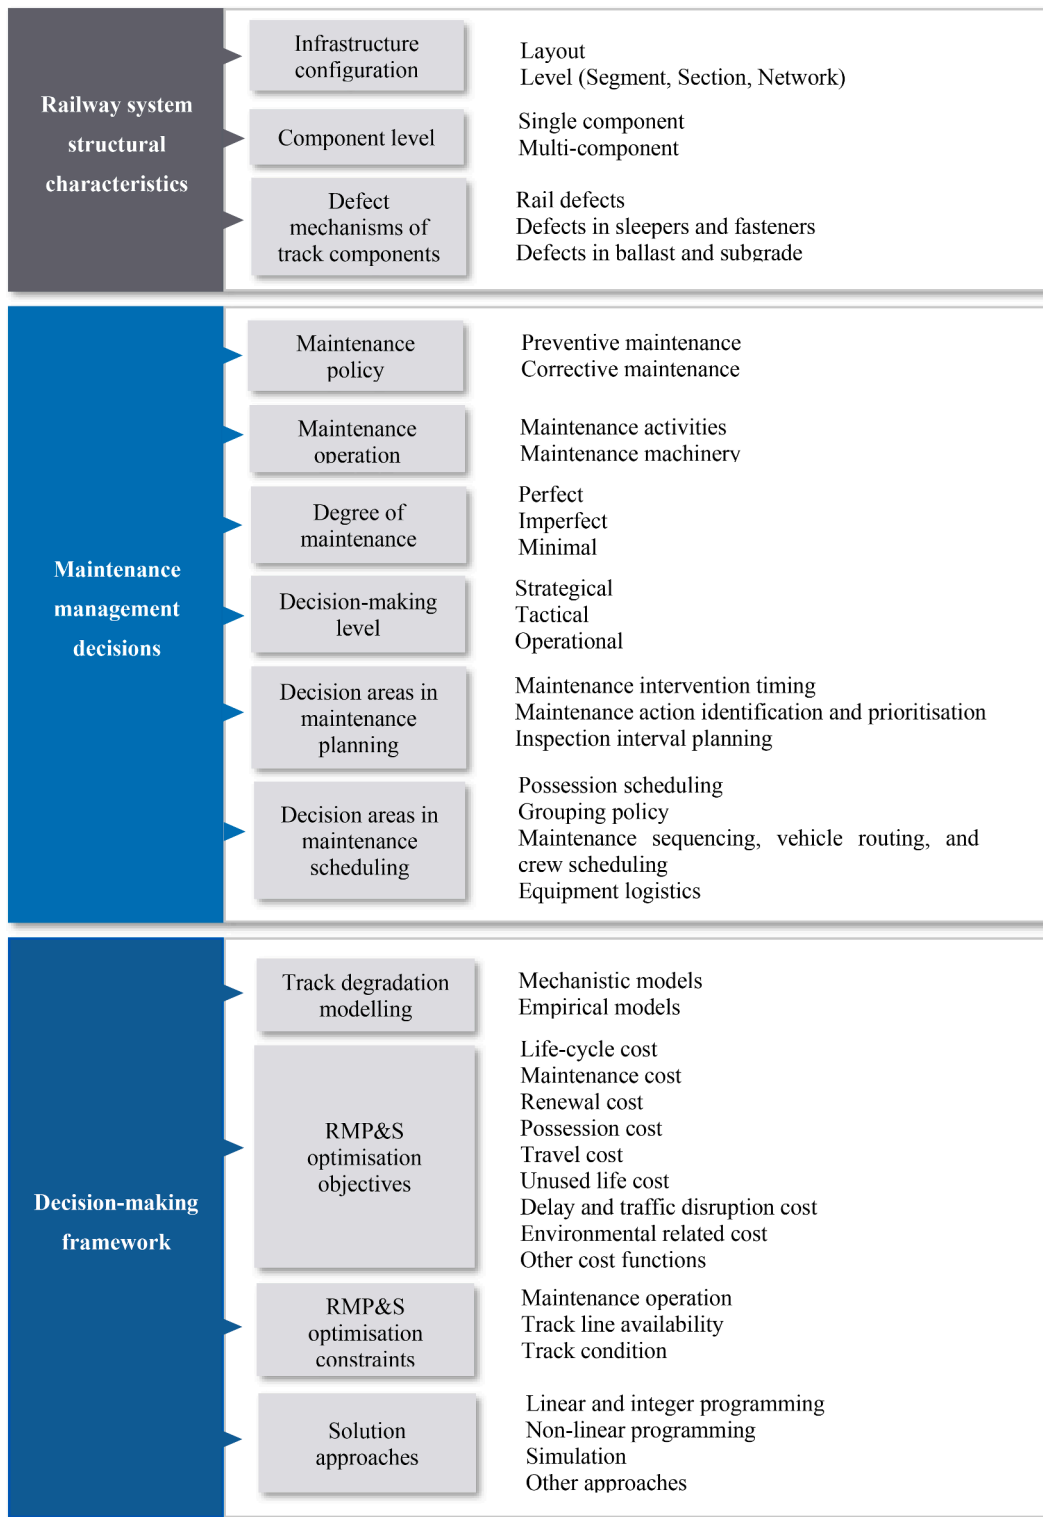 Railway system
structural
characteristics
Infrastructure
configuration
Layout
Level (Segment, Section, Network)
Component level
Single component
Multi-component
Defect
mechanisms of
track components
Rail defects
Defects in sleepers and fasteners
Defects in ballast and subgrade
Maintenance
management
decisions
Maintenance
policy
Preventive maintenance
Corrective maintenance
Maintenance
operation
Maintenance activities
Maintenance machinery
Degree of
maintenance
Perfect
Imperfect
Minimal
Decision-making
level
Strategical
Tactical
Operational
Decision areas in
maintenance
planning
Maintenance intervention timing
Maintenance action identification and prioritisation
Inspection interval planning
Decision areas in
maintenance
scheduling
Possession scheduling
Grouping policy
Maintenance sequencing, vehicle routing, and
crew scheduling
Equipment logistics
Decision-making
framework
Track degradation
modelling
Mechanistic models
Empirical models
RMP&S
optimisation
objectives
Life-cycle cost
Maintenance cost
Renewal cost
Possession cost
Travel cost
Unused life cost
Delay and traffic disruption cost
Environmental related cost
Other cost functions
RMP&S
optimisation
constraints
Maintenance operation
Track line availability
Track condition
Solution
approaches
Linear and integer programming
Non-linear programming
Simulation
Other approaches